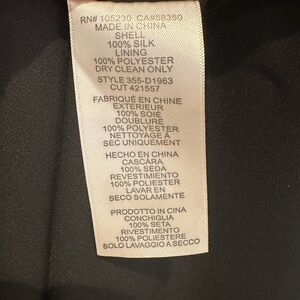 RN# 105230 CA#58350
MADE IN CHINA
SHELL
100% SILK
LINING
100% POLYESTER
DRY CLEAN ONLY
STYLE 355-D1963
CUT 421557
FABRIQUÉ EN CHINE
EXTERIEUR
100% SOIE
DOUBLURE
100% POLYESTER
NETTOYAGE À
SEC UNIQUEMENT
HECHO EN CHINA
CASCARA
100% SEDA
REVESTIMIENTO
100% POLIESTER
LAVAR EN
SECO SOLAMENTE
PRODOTTO IN CINA
CONCHIGLIA
100% SETA
RIVESTIMENTO
100% POLIESTER
SOLO LAVAGGIO A SECCO